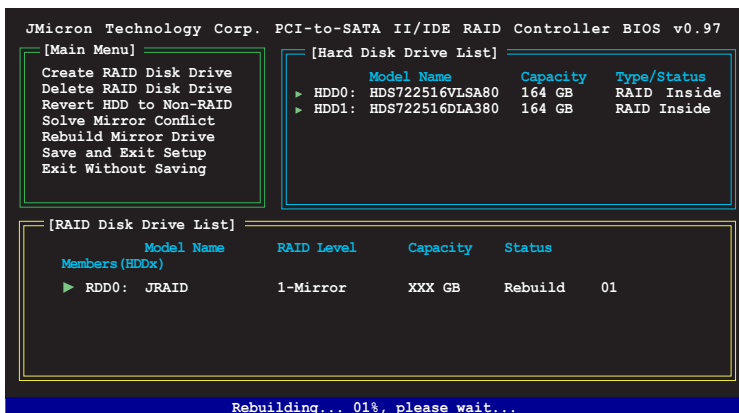 JMicron Technology Corp. PCI-to-SATA II/IDE RAID Controller BIOS v0.97
[Main Menu]
Create RAID Disk Drive
Delete RAID Disk Drive
Revert HDD to Non-RAID
Solve Mirror Conflict
Rebuild Mirror Drive
Save and Exit Setup
Exit Without Saving
[Hard Disk Drive List]
Model Name Capacity Type/Status
HDD0: HDS722516VLSA80 164 GB RAID Inside
HDD1: HDS722516DLA380 164 GB RAID Inside
[RAID Disk Drive List]
Model Name RAID Level Capacity Status
Members(HDDx)
RDD0: JRAID 1-Mirror XXX GB Rebuild 01
Rebuilding... 01%, please wait...